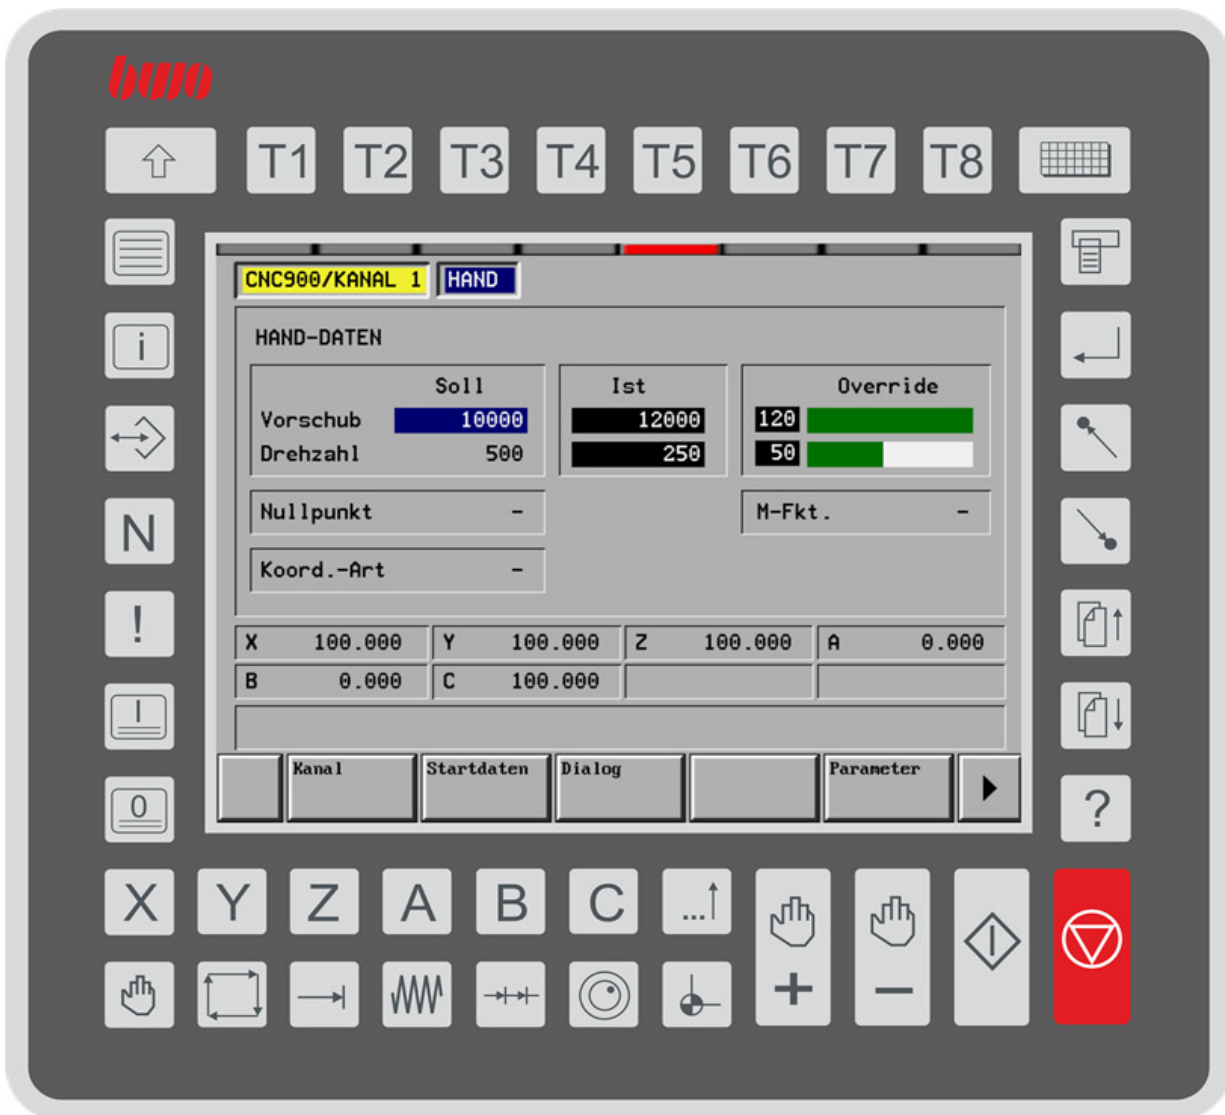 bwo
T1 T2 T3 T4 T5 T6 T7 T8
CNC900/KANAL 1 HAND
HAND-DATEN
Soll Ist Override
Vorschub 10000 12000 120
Drehzahl 500 250 50
Nullpunkt - M-Fkt. -
Koord.-Art -
X 100.000 Y 100.000 Z 100.000 A 0.000
B 0.000 C 100.000
Kanal Startdaten Dialog Parameter
i
N
!
I
0
?
X Y Z A B C ...
+ -